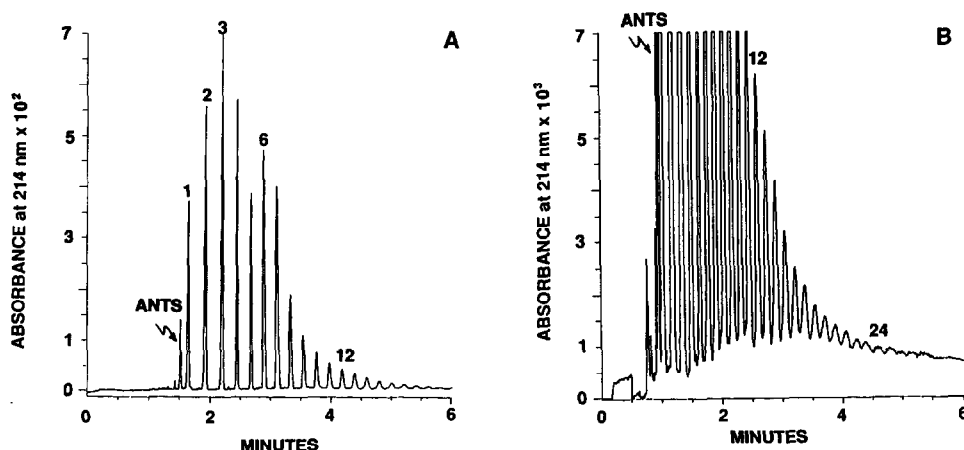 A
ABSORBANCE at 214 nm x 10²
7
5
3
1
0
ANTS
1
2
3
6
12
0 2 4 6
MINUTES
B
ABSORBANCE at 214 nm x 10³
7
5
3
1
0
ANTS
12
24
0 2 4 6
MINUTES